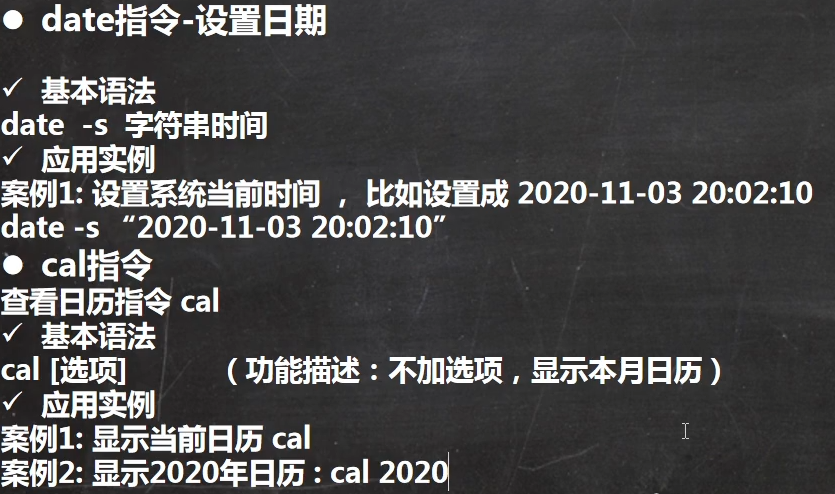 ● date指令-设置日期
✓ 基本语法
date -s 字符串时间
✓ 应用实例
案例1: 设置系统当前时间 ， 比如设置成 2020-11-03 20:02:10
date -s “2020-11-03 20:02:10”
● cal指令
查看日历指令 cal
✓ 基本语法
cal [选项] （功能描述：不加选项，显示本月日历）
✓ 应用实例
案例1: 显示当前日历 cal
案例2: 显示2020年日历 : cal 2020